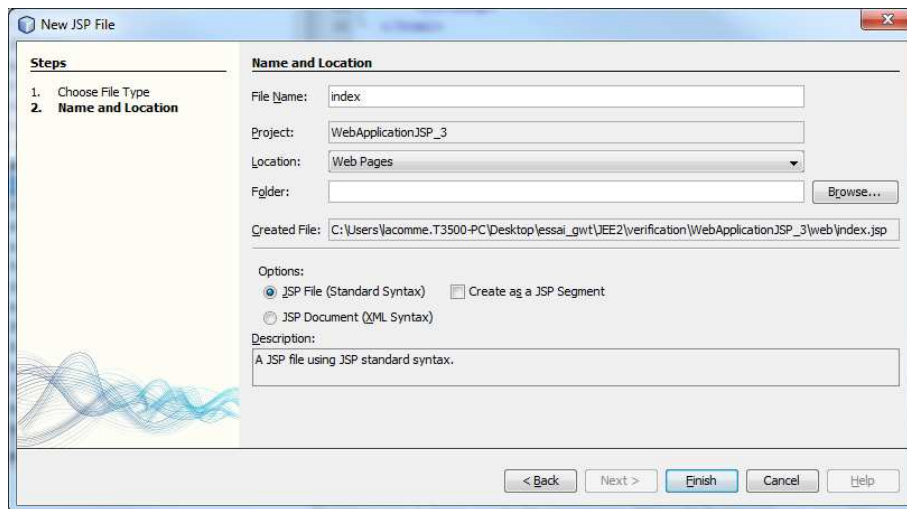 New JSP File
Steps
1. Choose File Type
2. Name and Location
Name and Location
File Name: index
Project: WebApplicationJSP_3
Location: Web Pages
Folder: Browse...
Created File: C:\Users\lacomme.T3500-PC\Desktop\essai_gwt\JEE2\verification\WebApplicationJSP_3\web\index.jsp
Options:
JSP File (Standard Syntax) Create as a JSP Segment
JSP Document (XML Syntax)
Description:
A JSP file using JSP standard syntax.
< Back Next > Finish Cancel Help